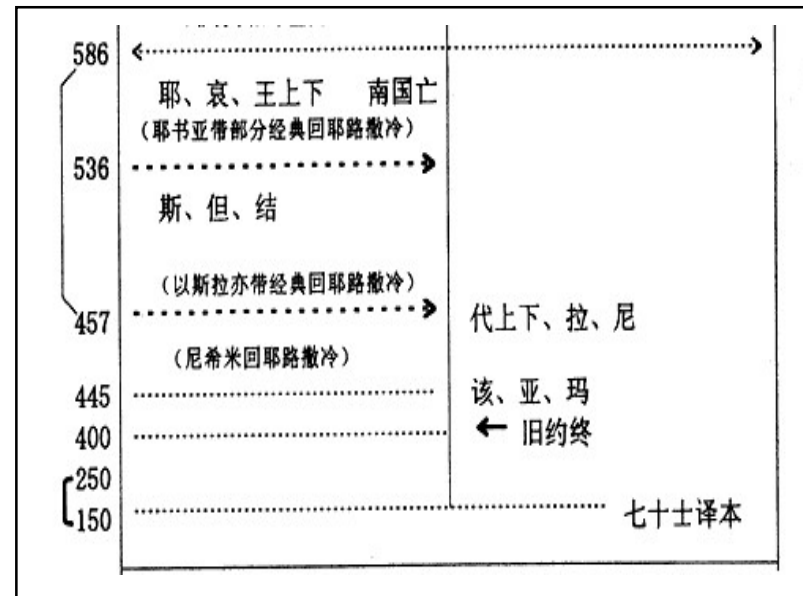 586
耶、哀、王上下 南国亡
(耶书亚带部分经典回耶路撒冷)
536
斯、但、结
(以斯拉亦带经典回耶路撒冷)
457 代上下、拉、尼
(尼希米回耶路撒冷)
445 该、亚、玛
400 ← 旧约终
250
150 七十士译本